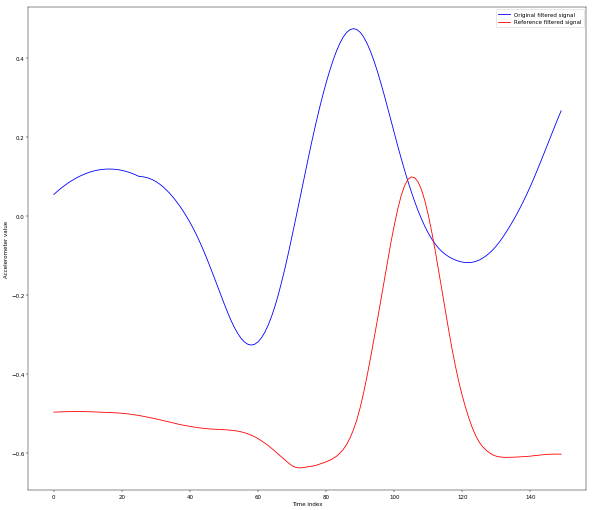 Original filtered signal
Reference filtered signal
Accelerometer value
0.4
0.2
0.0
−0.2
−0.4
−0.6
0 20 40 60 80 100 120 140
Time index